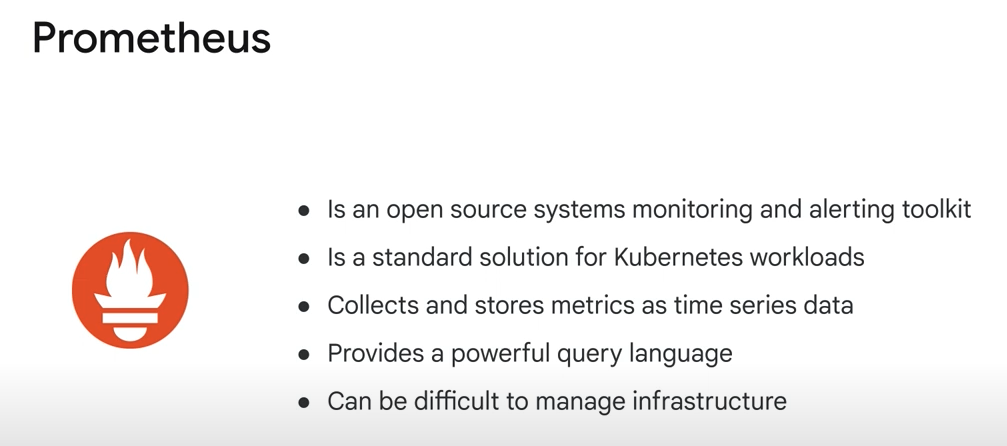 Prometheus
● Is an open source systems monitoring and alerting toolkit
● Is a standard solution for Kubernetes workloads
● Collects and stores metrics as time series data
● Provides a powerful query language
● Can be difficult to manage infrastructure